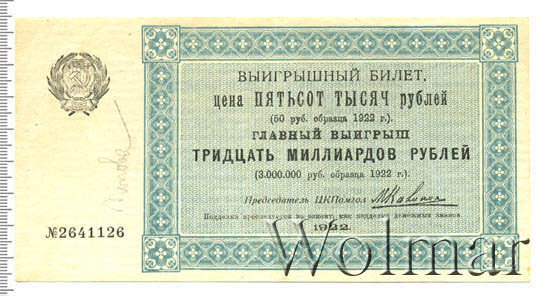 ВЫИГРЫШНЫЙ БИЛЕТ,
цена ПЯТЬСОТ ТЫСЯЧ рублей
(50 руб. образца 1922 г.).
ГЛАВНЫЙ ВЫИГРЫШ
ТРИДЦАТЬ МИЛЛИАРДОВ РУБЛЕЙ
(3.000.000 руб. образца 1922 г.).
Председатель ЦКПомгол
Подделка преследуется по закону, как подделка денежных знаков.
1922.
№2641126
Wolmar